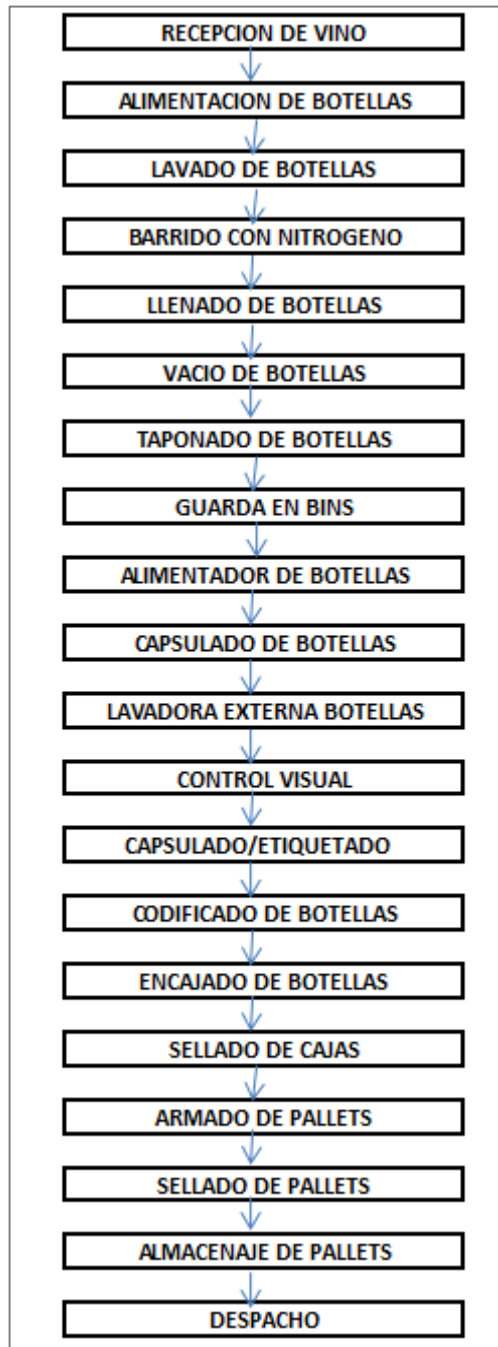 RECEPCION DE VINO
ALIMENTACION DE BOTELLAS
LAVADO DE BOTELLAS
BARRIDO CON NITROGENO
LLENADO DE BOTELLAS
VACIO DE BOTELLAS
TAPONADO DE BOTELLAS
GUARDA EN BINS
ALIMENTADOR DE BOTELLAS
CAPSULADO DE BOTELLAS
LAVADORA EXTERNA BOTELLAS
CONTROL VISUAL
CAPSULADO/ETIQUETADO
CODIFICADO DE BOTELLAS
ENCAJADO DE BOTELLAS
SELLADO DE CAJAS
ARMADO DE PALLETS
SELLADO DE PALLETS
ALMACENAJE DE PALLETS
DESPACHO